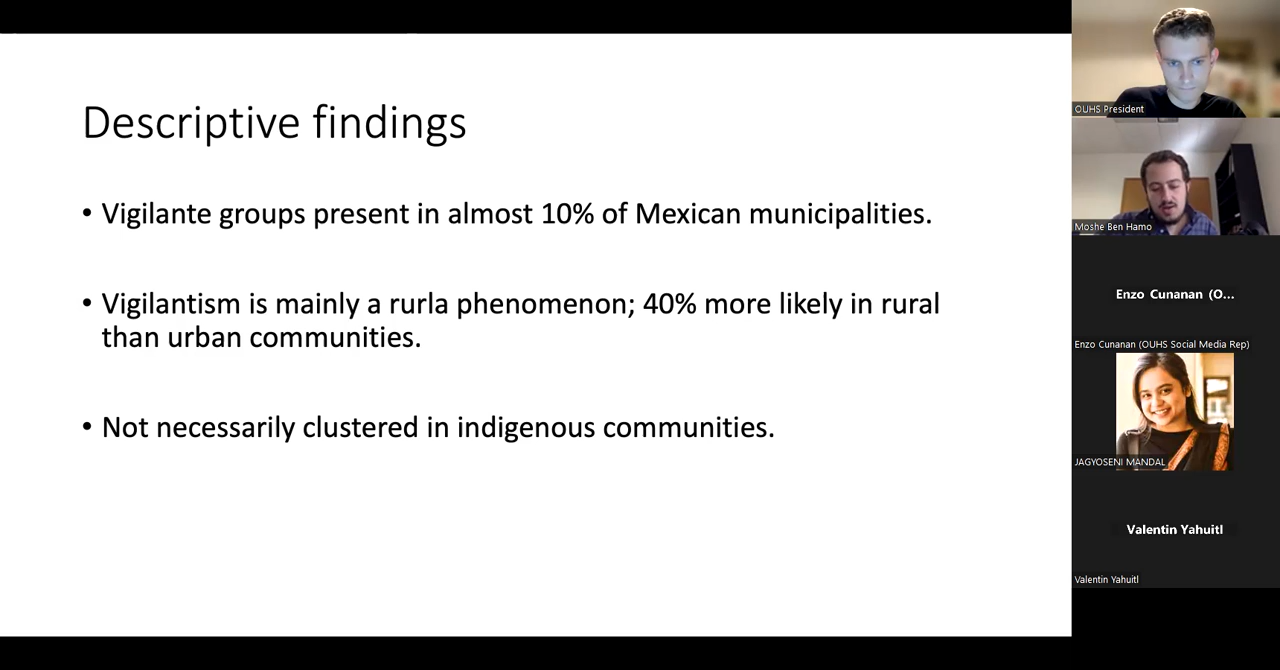 Descriptive findings
• Vigilante groups present in almost 10% of Mexican municipalities.
• Vigilantism is mainly a rurla phenomenon; 40% more likely in rural
than urban communities.
• Not necessarily clustered in indigenous communities.
OUHS President
Moshe Ben Hamo
Enzo Cunanan (O...
Enzo Cunanan (OUHS Social Media Rep)
JAGYOSENI MANDAL
Valentin Yahuitl
Valentin Yahuitl